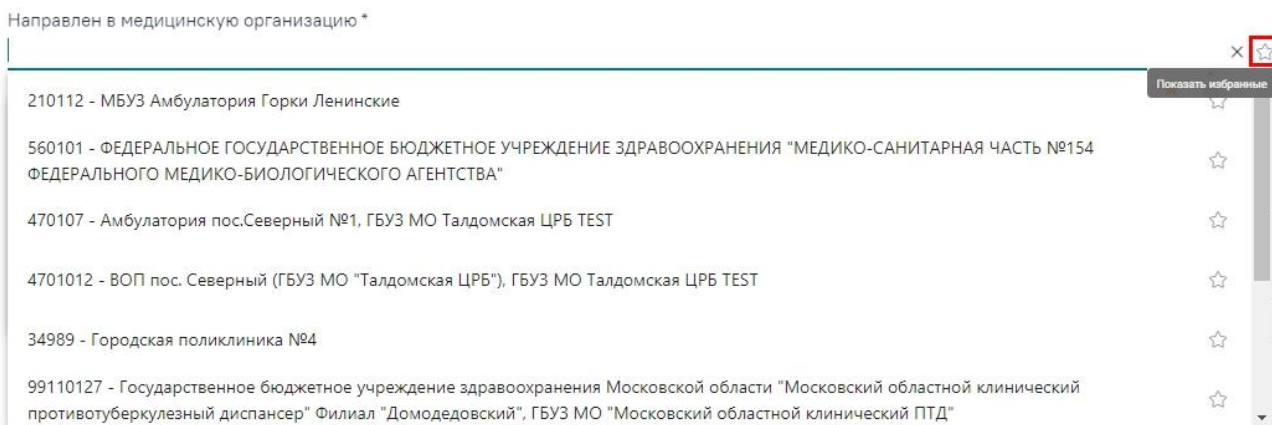 Направлен в медицинскую организацию *
Показать избранные
210112 - МБУЗ Амбулатория Горки Ленинские
560101 - ФЕДЕРАЛЬНОЕ ГОСУДАРСТВЕННОЕ БЮДЖЕТНОЕ УЧРЕЖДЕНИЕ ЗДРАВООХРАНЕНИЯ "МЕДИКО-САНИТАРНАЯ ЧАСТЬ №154
ФЕДЕРАЛЬНОГО МЕДИКО-БИОЛОГИЧЕСКОГО АГЕНТСТВА"
470107 - Амбулатория пос.Северный №1, ГБУЗ МО Талдомская ЦРБ TEST
4701012 - ВОП пос. Северный (ГБУЗ МО "Талдомская ЦРБ"), ГБУЗ МО Талдомская ЦРБ TEST
34989 - Городская поликлиника №4
99110127 - Государственное бюджетное учреждение здравоохранения Московской области "Московский областной клинический
противотуберкулезный диспансер" Филиал "Домодедовский", ГБУЗ МО "Московский областной клинический ПТД"